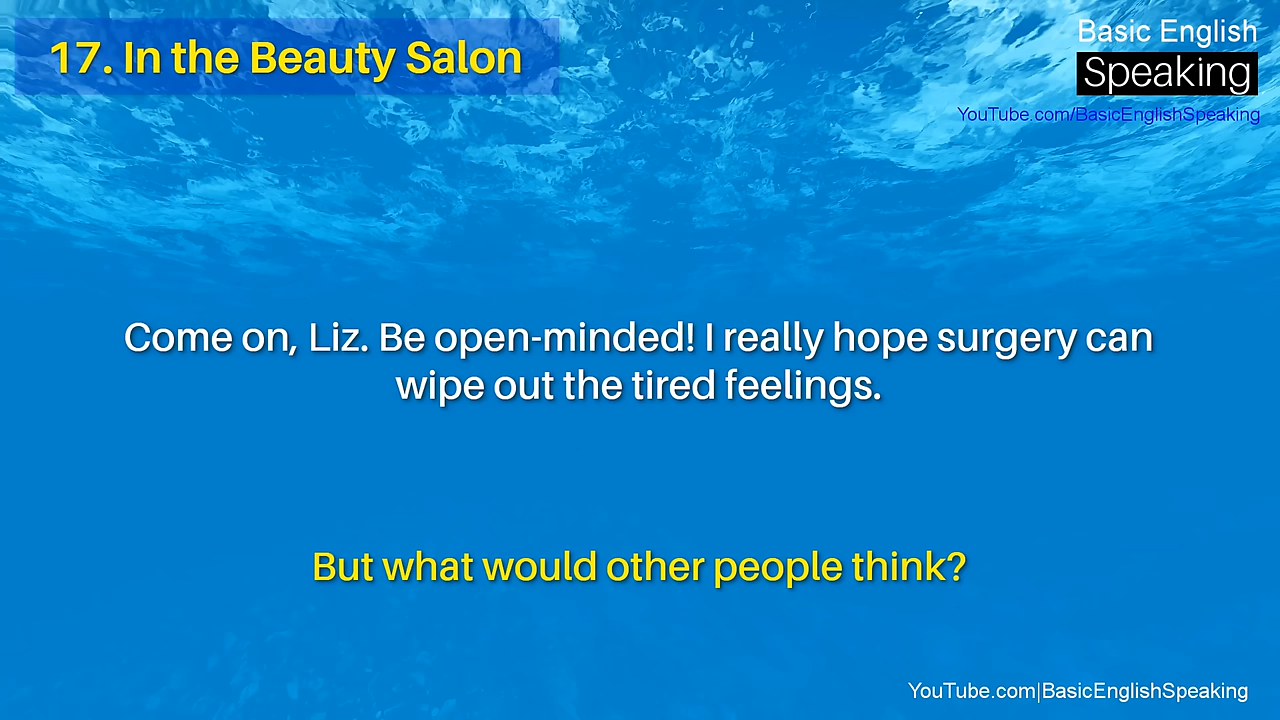 17. In the Beauty Salon
Basic English
Speaking
YouTube.com/BasicEnglishSpeaking
Come on, Liz. Be open-minded! I really hope surgery can
wipe out the tired feelings.
But what would other people think?
YouTube.com|BasicEnglishSpeaking